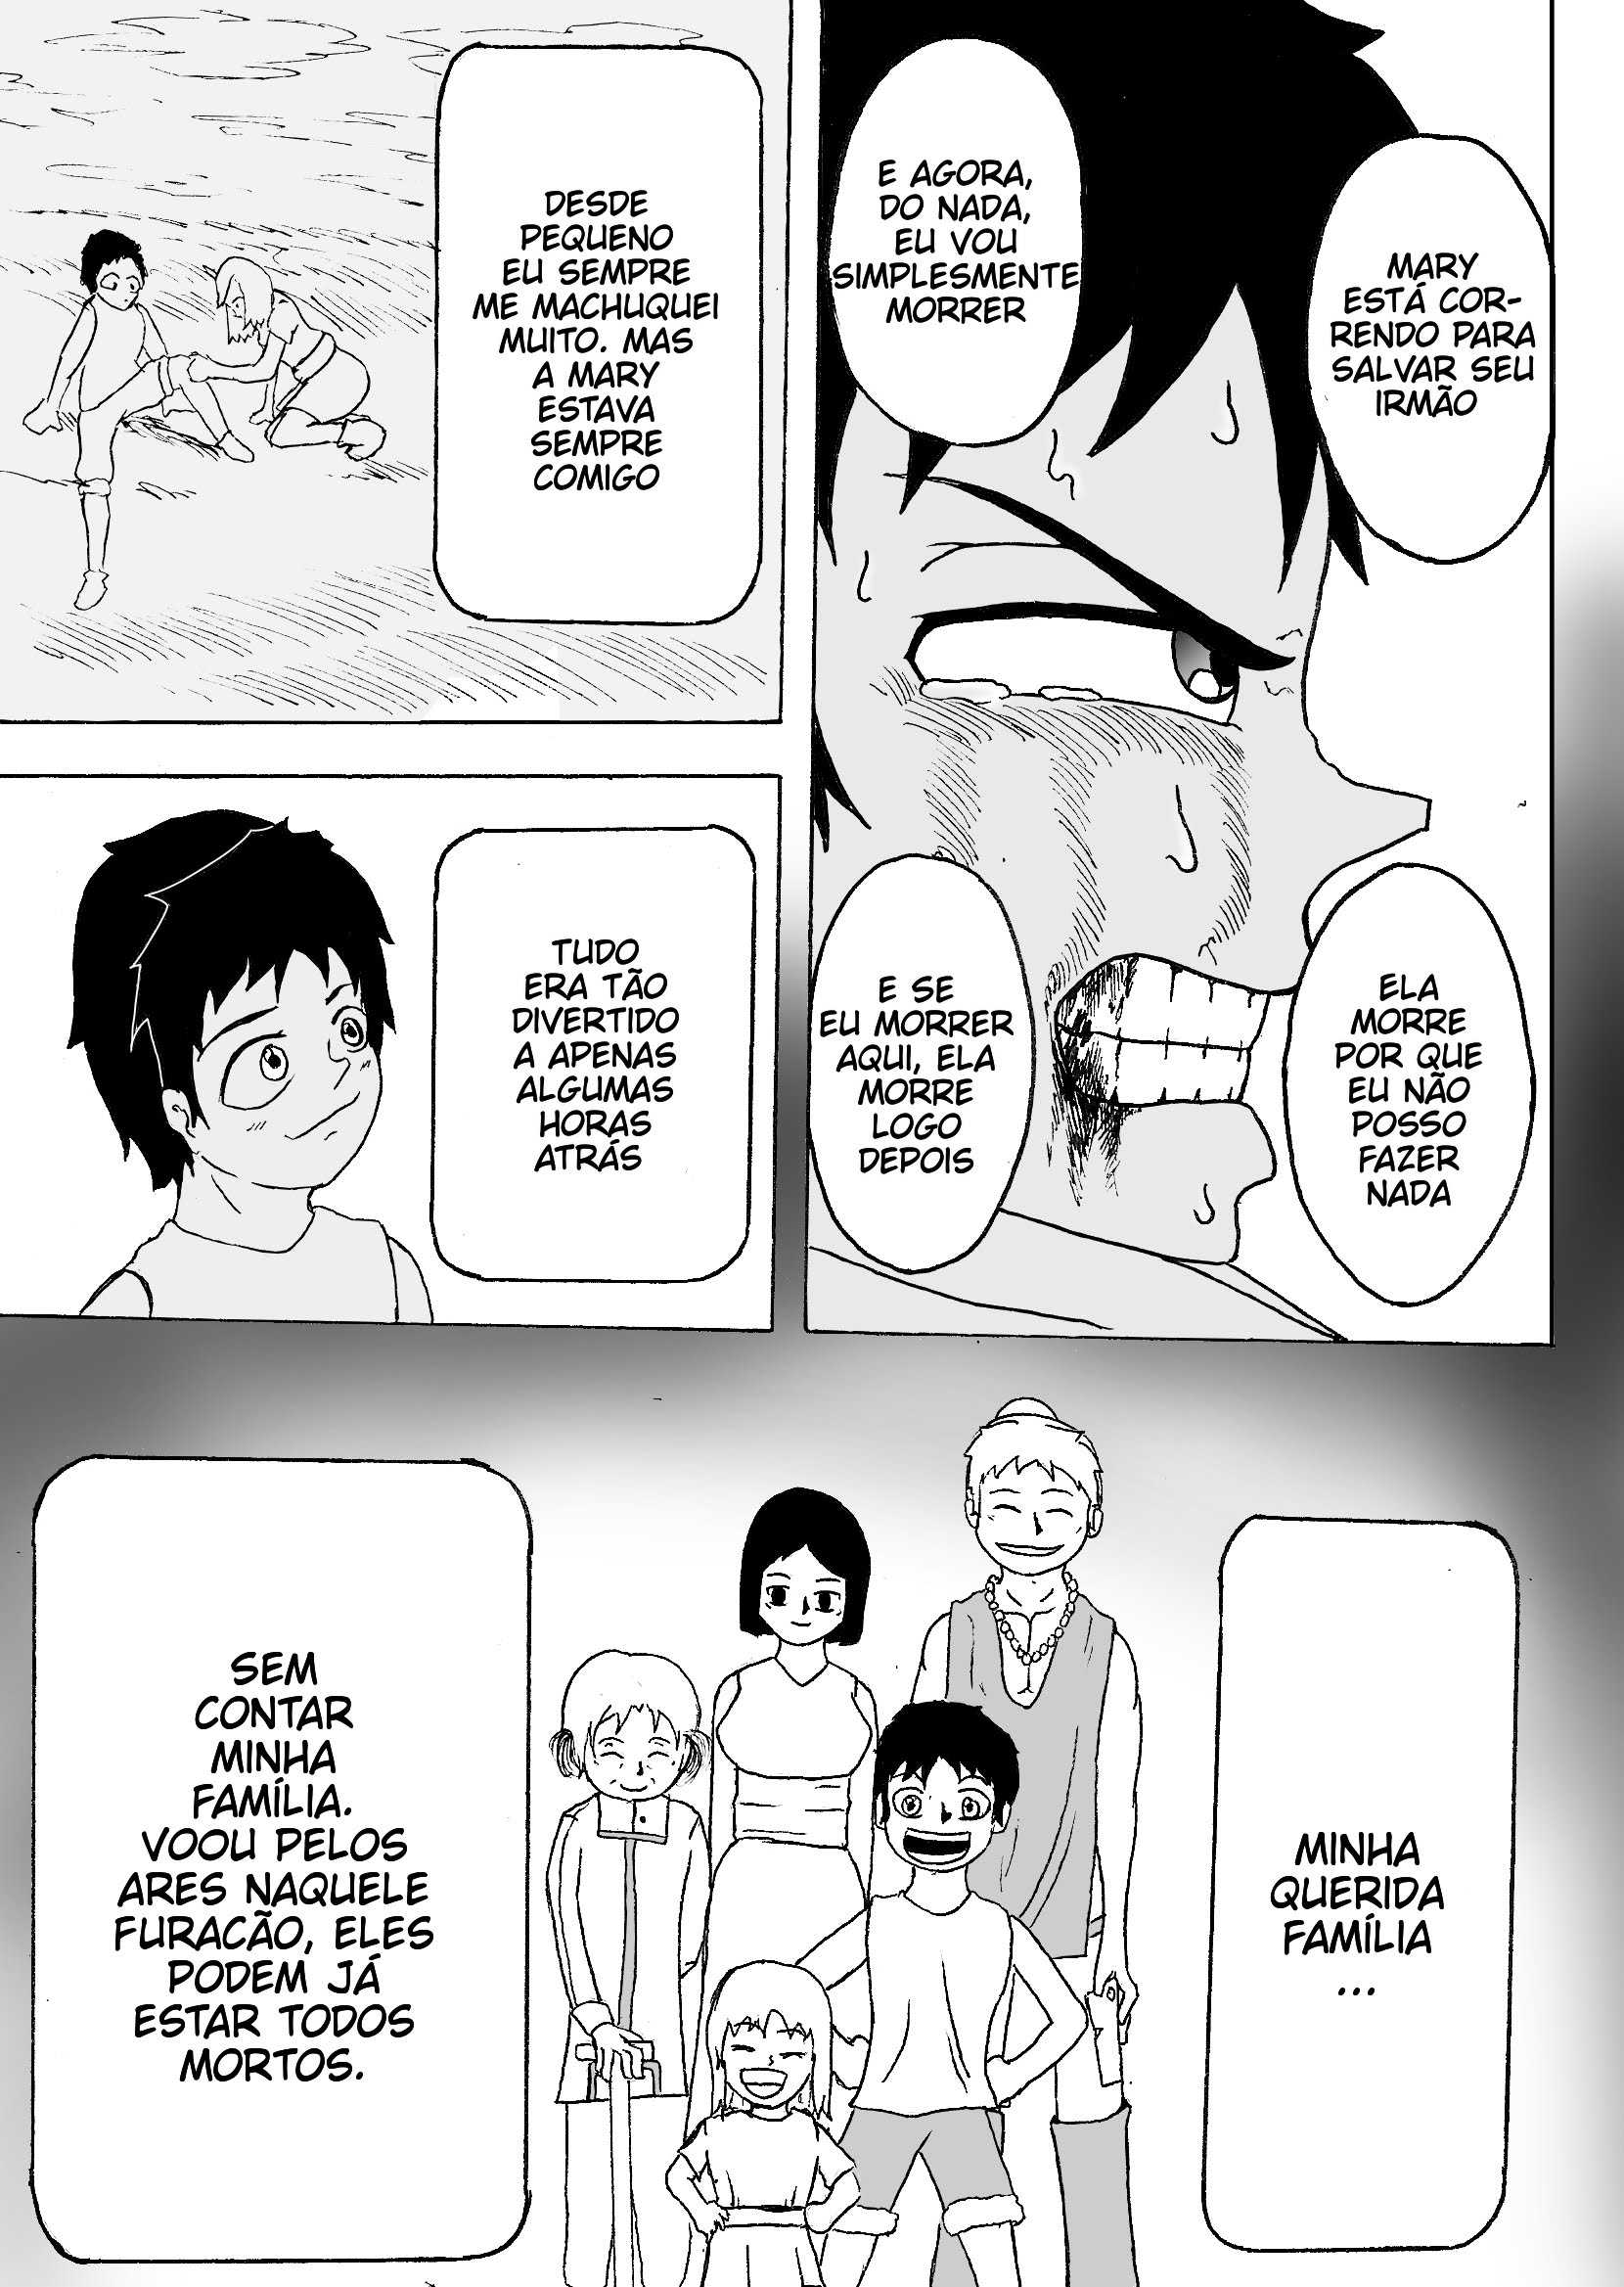 MARY
ESTÁ COR-
RENDO PARA
SALVAR SEU
IRMÃO
E AGORA,
DO NADA,
EU VOU
SIMPLESMENTE
MORRER
ELA
MORRE
POR QUE
EU NÃO
POSSO
FAZER
NADA
E SE
EU MORRER
AQUI, ELA
MORRE
LOGO
DEPOIS
DESDE
PEQUENO
EU SEMPRE
ME MACHUQUEI
MUITO. MAS
A MARY
ESTAVA
SEMPRE
COMIGO
TUDO
ERA TÃO
DIVERTIDO
A APENAS
ALGUMAS
HORAS
ATRÁS
MINHA
QUERIDA
FAMÍLIA
...
SEM
CONTAR
MINHA
FAMÍLIA.
VOOU PELOS
ARES NAQUELE
FURACÃO, ELES
PODEM JÁ
ESTAR TODOS
MORTOS.